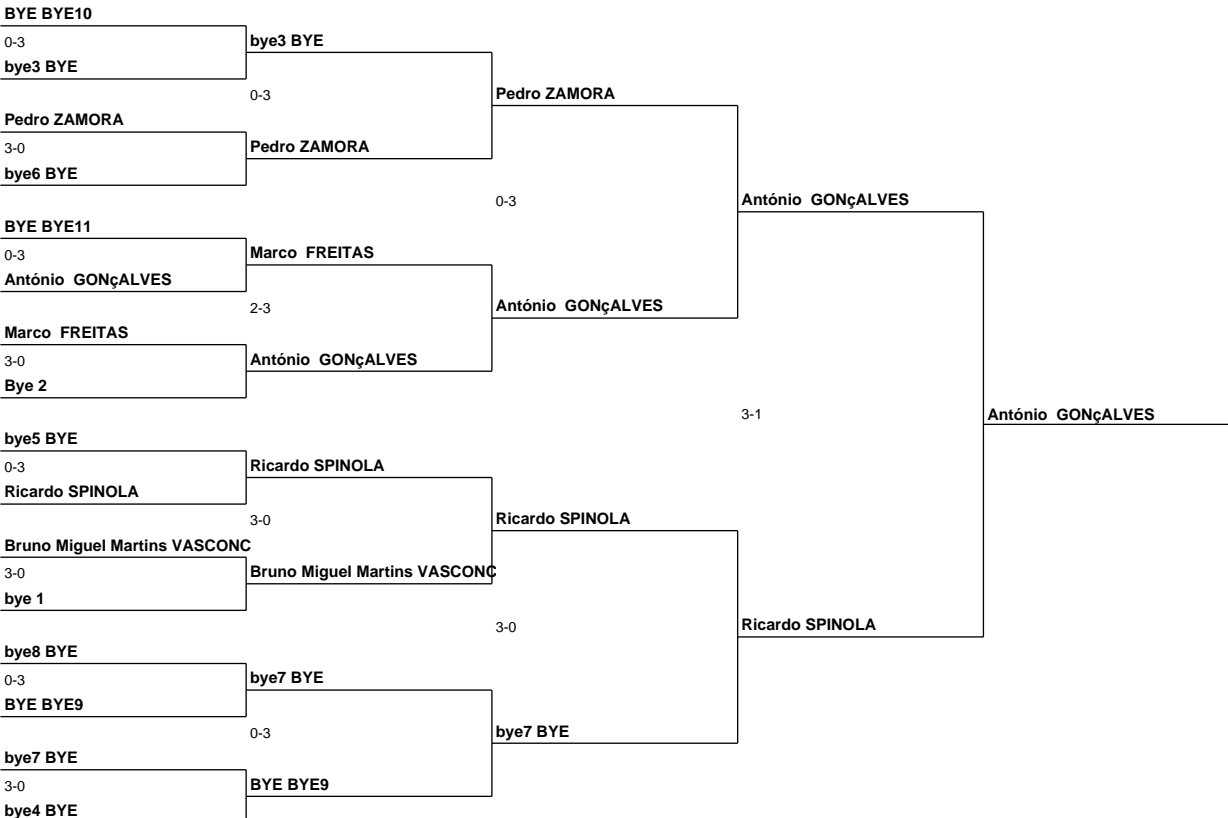 BYE BYE10
0-3
bye3 BYE
Pedro ZAMORA
3-0
bye6 BYE
BYE BYE11
0-3
António  GONçALVES
Marco  FREITAS
3-0
Bye 2
bye5 BYE
0-3
Ricardo SPINOLA
Bruno Miguel Martins VASCONC
3-0
bye 1
bye8 BYE
0-3
BYE BYE9
bye7 BYE
3-0
bye4 BYE
bye3 BYE
0-3
Pedro ZAMORA
Marco  FREITAS
2-3
António  GONçALVES
Ricardo SPINOLA
3-0
Bruno Miguel Martins VASCONC
bye7 BYE
0-3
BYE BYE9
Pedro ZAMORA
0-3
António  GONçALVES
Ricardo SPINOLA
3-0
bye7 BYE
António  GONçALVES
3-1
Ricardo SPINOLA
António  GONçALVES